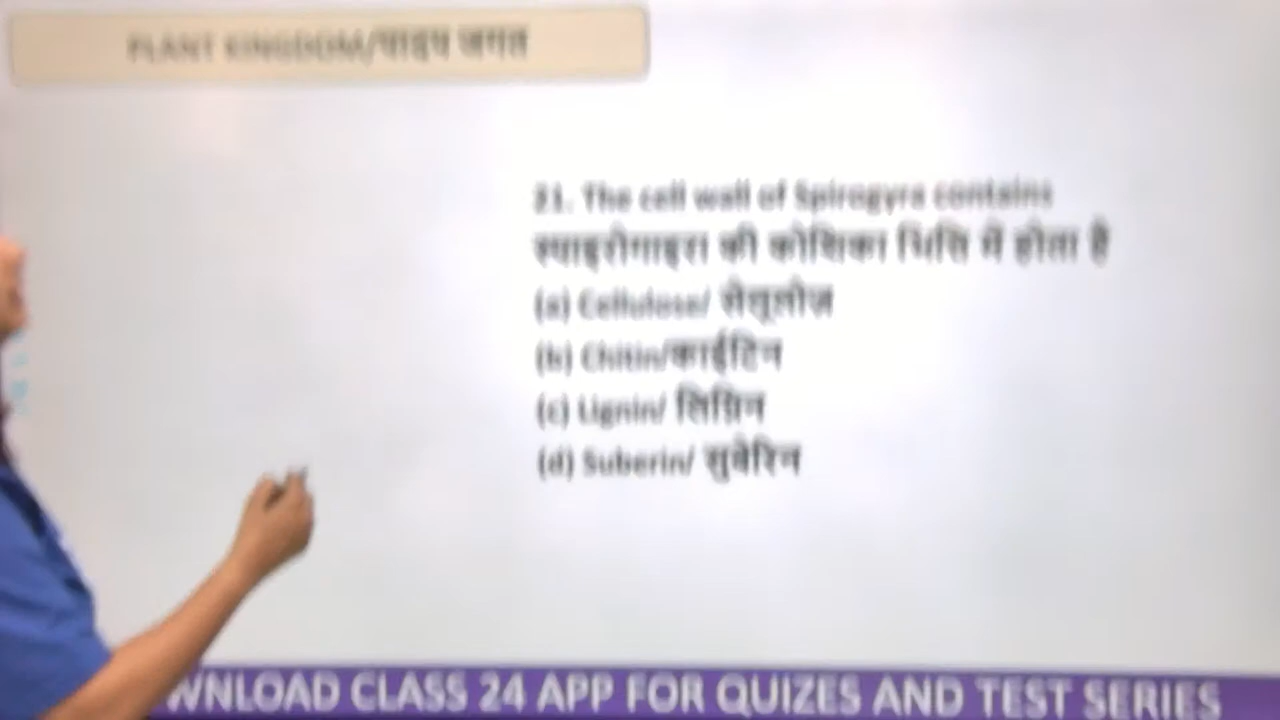 PLANT KINGDOM/पादप जगत
21. The cell wall of Spirogyra contains
स्पाइरोगाइरा की कोशिका भित्ति में होता है
(a) Cellulose/ सेलूलोज़
(b) Chitin/काईटिन
(c) Lignin/ लिग्निन
(d) Suberin/ सुबेरिन
WNLOAD CLASS 24 APP FOR QUIZES AND TEST SERIES